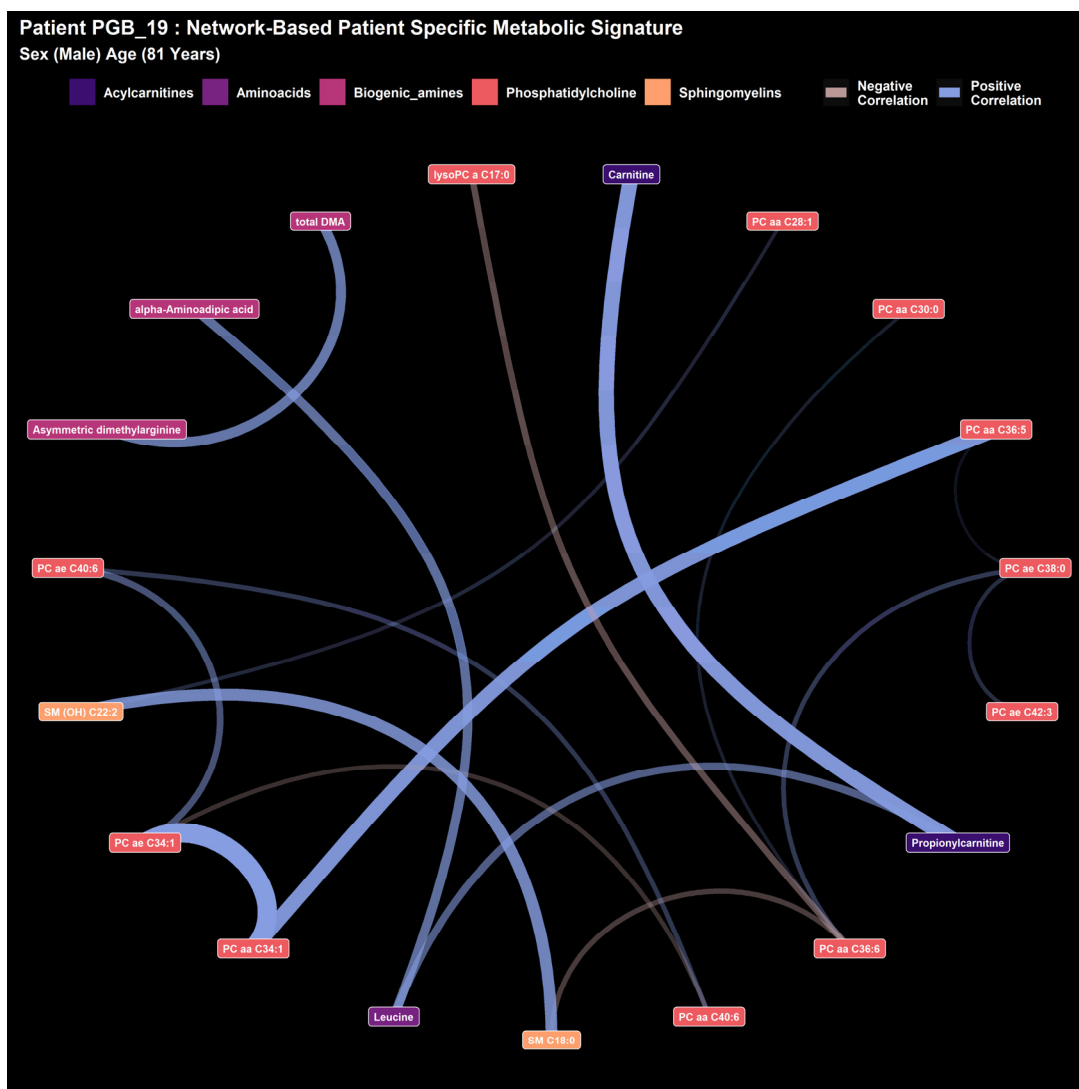 Patient PGB_19 : Network-Based Patient Specific Metabolic Signature
Sex (Male) Age (81 Years)
Acylcarnitines
Aminoacids
Biogenic_amines
Phosphatidylcholine
Sphingomyelins
Negative
Correlation
Positive
Correlation
lysoPC a C17:0
Carnitine
total DMA
PC aa C28:1
alpha-Aminoadipic acid
PC aa C30:0
Asymmetric dimethylarginine
PC aa C36:5
PC ae C40:6
PC ae C38:0
SM (OH) C22:2
PC ae C42:3
PC ae C34:1
Propionylcarnitine
PC aa C34:1
PC aa C36:6
Leucine
PC aa C40:6
SM C18:0